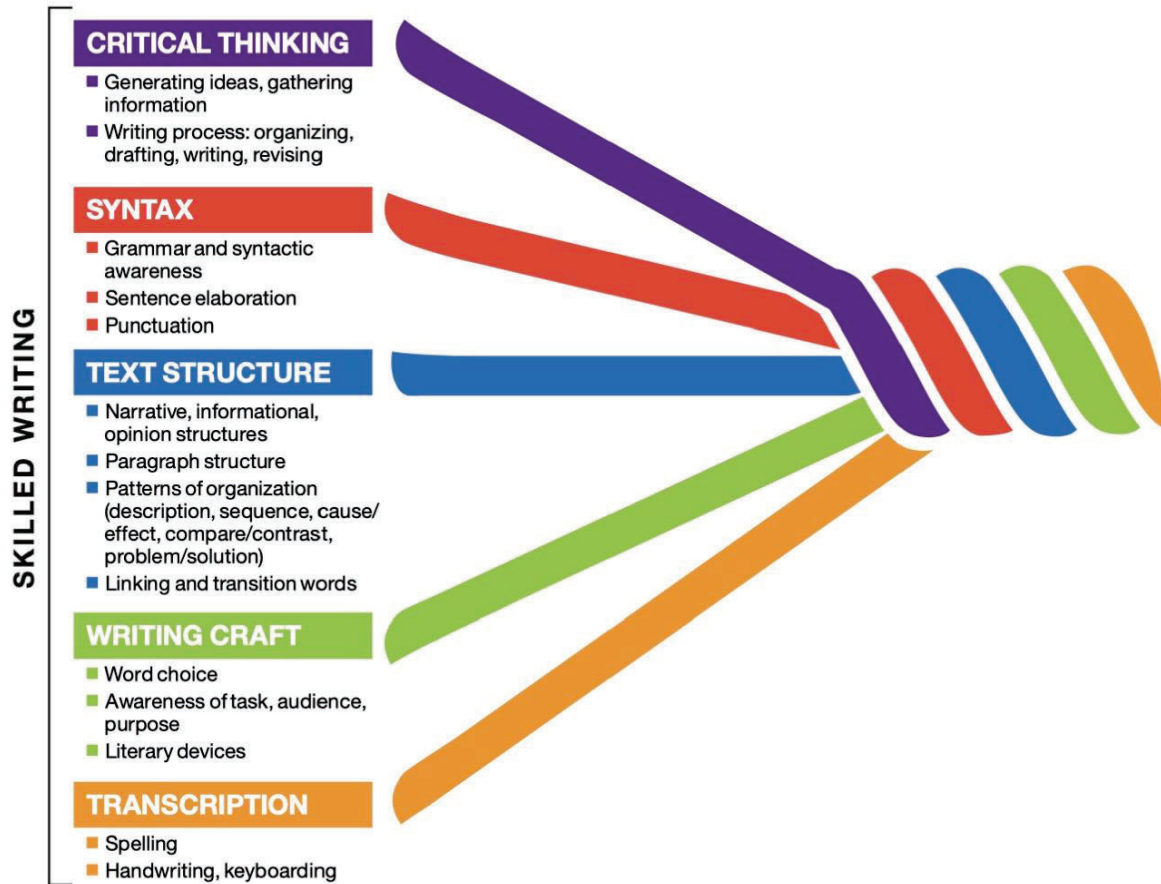 SKILLED WRITING
CRITICAL THINKING
Generating ideas, gathering
information
Writing process: organizing,
drafting, writing, revising
SYNTAX
Grammar and syntactic
awareness
Sentence elaboration
Punctuation
TEXT STRUCTURE
Narrative, informational,
opinion structures
Paragraph structure
Patterns of organization
(description, sequence, cause/
effect, compare/contrast,
problem/solution)
Linking and transition words
WRITING CRAFT
Word choice
Awareness of task, audience,
purpose
Literary devices
TRANSCRIPTION
Spelling
Handwriting, keyboarding